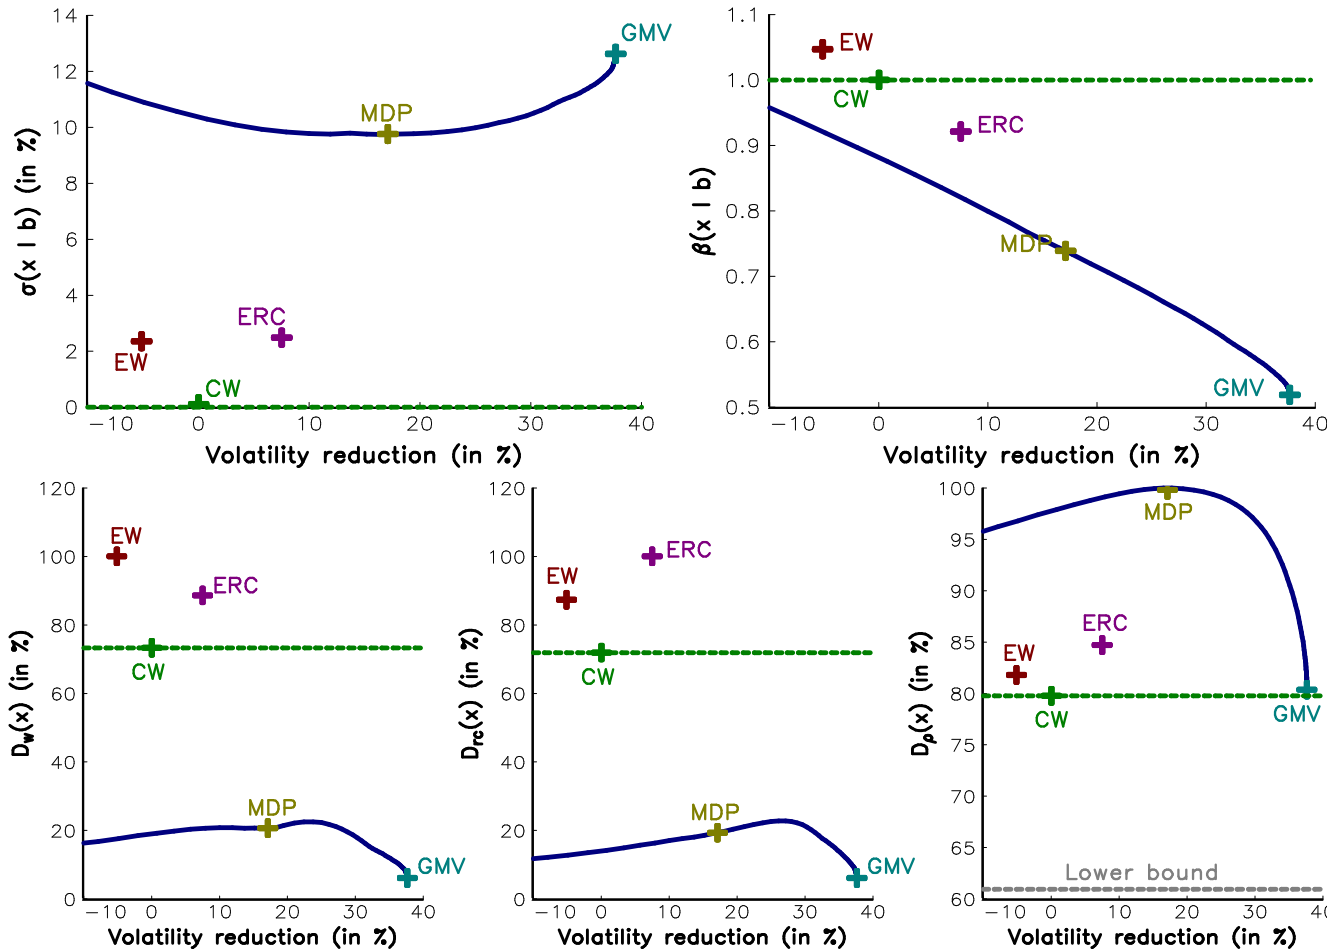 σ(x | b) (in %)
14
12
10
8
6
4
2
0
GMV
MDP
ERC
EW
CW
−10 0 10 20 30 40
Volatility reduction (in %)
β(x | b)
1.1
1.0
0.9
0.8
0.7
0.6
0.5
EW
CW
ERC
MDP
GMV
−10 0 10 20 30 40
Volatility reduction (in %)
D_w(x) (in %)
120
100
80
60
40
20
0
EW
ERC
CW
MDP
GMV
−10 0 10 20 30 40
Volatility reduction (in %)
D_rc(x) (in %)
120
100
80
60
40
20
0
ERC
EW
CW
MDP
GMV
−10 0 10 20 30 40
Volatility reduction (in %)
D_ρ(x) (in %)
100
95
90
85
80
75
70
65
60
MDP
ERC
EW
CW
GMV
Lower bound
−10 0 10 20 30 40
Volatility reduction (in %)